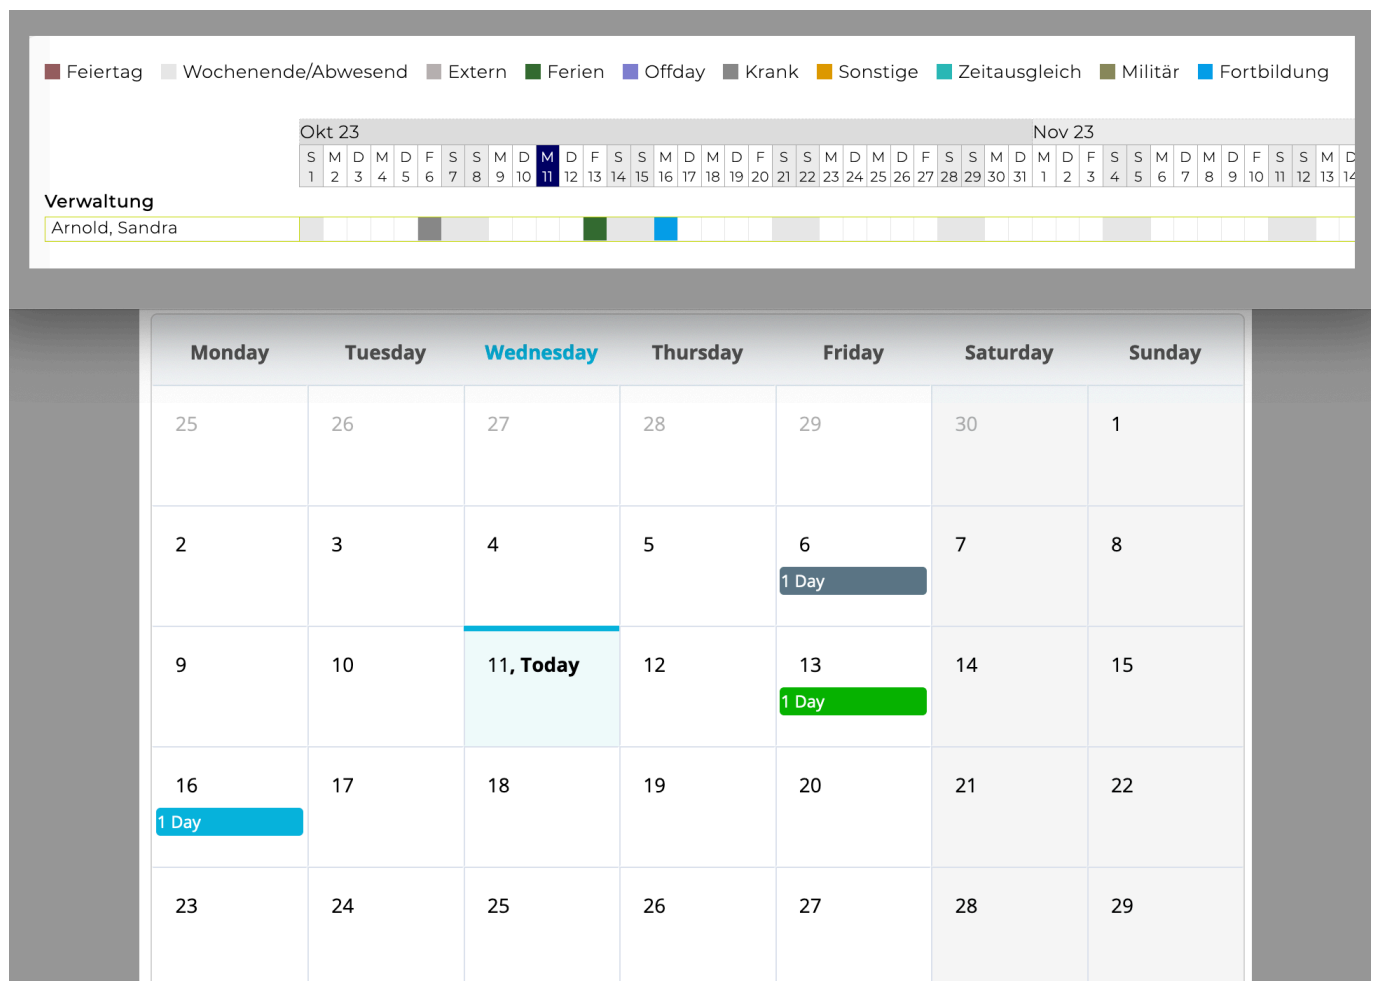 Feiertag Wochenende/Abwesend Extern Ferien Offday Krank Sonstige Zeitausgleich Militär Fortbildung
Okt 23 Nov 23
S M D M D F S S M D M D F S S M D M D F S S M D M D F S S M D M D F S S M D M D F S S M D
1 2 3 4 5 6 7 8 9 10 11 12 13 14 15 16 17 18 19 20 21 22 23 24 25 26 27 28 29 30 31 1 2 3 4 5 6 7 8 9 10 11 12 13 14
Verwaltung
Arnold, Sandra
Monday Tuesday Wednesday Thursday Friday Saturday Sunday
25 26 27 28 29 30 1
2 3 4 5 6 7 8
1 Day
9 10 11, Today 12 13 14 15
1 Day
16 17 18 19 20 21 22
1 Day
23 24 25 26 27 28 29